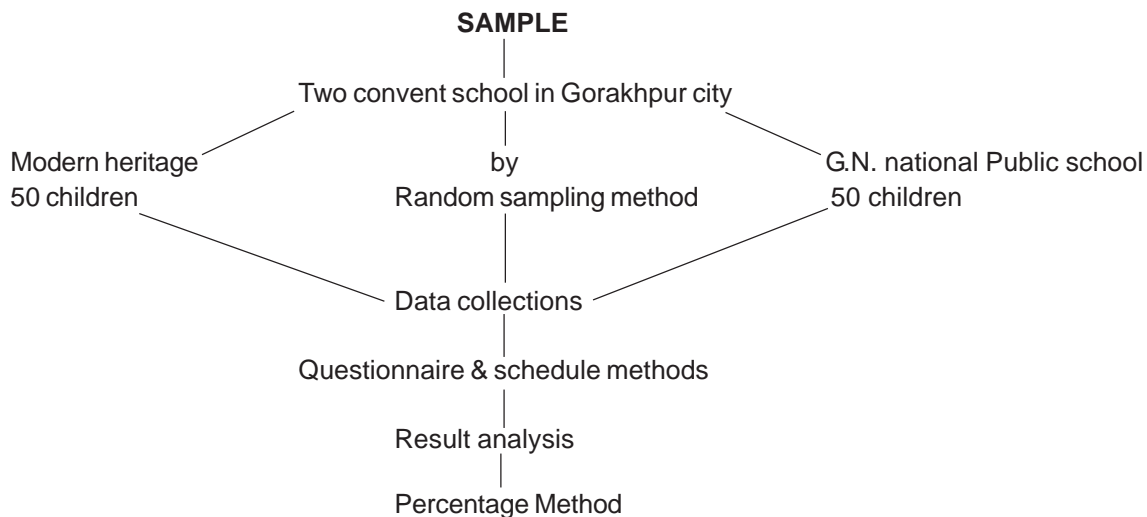 SAMPLE
Two convent school in Gorakhpur city
Modern heritage
50 children
by
Random sampling method
G.N. national Public school
50 children
Data collections
Questionnaire & schedule methods
Result analysis
Percentage Method